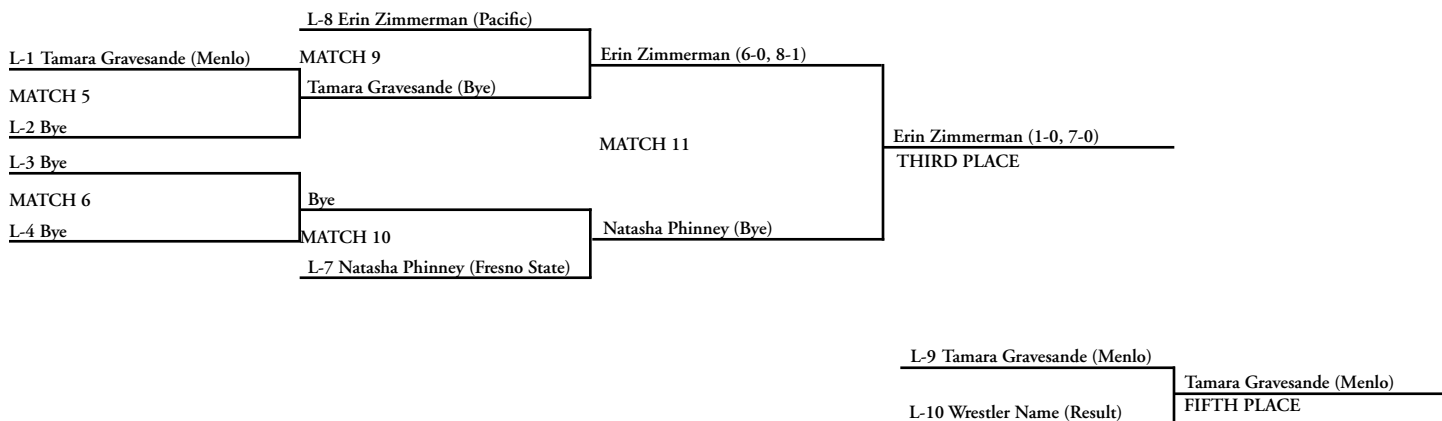 L-8 Erin Zimmerman (Pacific)
L-1 Tamara Gravesande (Menlo)
MATCH 9
Erin Zimmerman (6-0, 8-1)
MATCH 5
Tamara Gravesande (Bye)
L-2 Bye
MATCH 11
Erin Zimmerman (1-0, 7-0)
THIRD PLACE
L-3 Bye
MATCH 6
Bye
L-4 Bye
MATCH 10
Natasha Phinney (Bye)
L-7 Natasha Phinney (Fresno State)
L-9 Tamara Gravesande (Menlo)
Tamara Gravesande (Menlo)
FIFTH PLACE
L-10 Wrestler Name (Result)